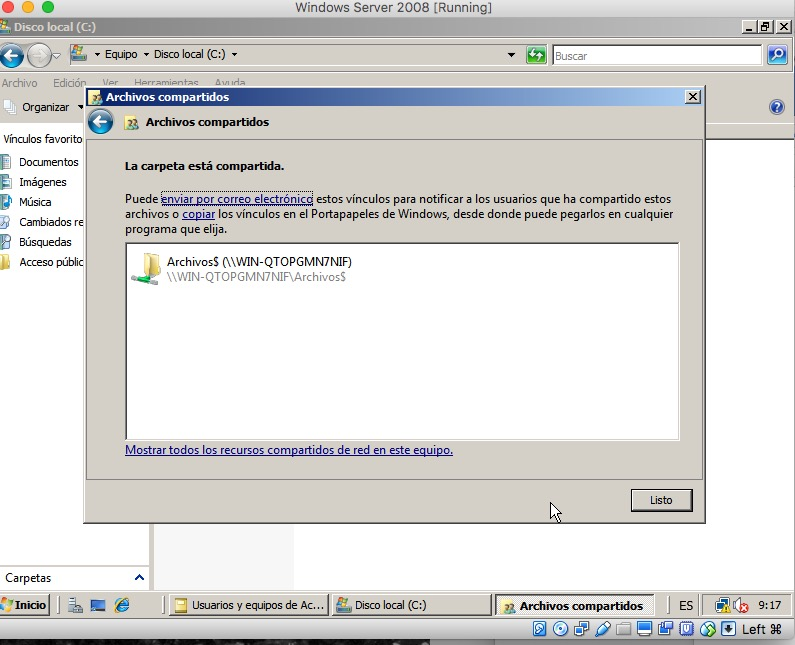 Windows Server 2008 [Running]
Disco local (C:)
Equipo Disco local (C:)
Buscar
Archivo Edición Ver Herramientas Ayuda
Organizar
Archivos compartidos
Archivos compartidos
Vínculos favorito
Documentos
Imágenes
Música
Cambiados re
Búsquedas
Acceso públic
La carpeta está compartida.
Puede enviar por correo electrónico estos vínculos para notificar a los usuarios que ha compartido estos
archivos o copiar los vínculos en el Portapapeles de Windows, desde donde puede pegarlos en cualquier
programa que elija.
Archivos$ (\\WIN-QTOPGMN7NIF)
\\WIN-QTOPGMN7NIF\Archivos$
Mostrar todos los recursos compartidos de red en este equipo.
Listo
Carpetas
Inicio
Usuarios y equipos de Ac...
Disco local (C:)
Archivos compartidos
ES
9:17
Left ⌘